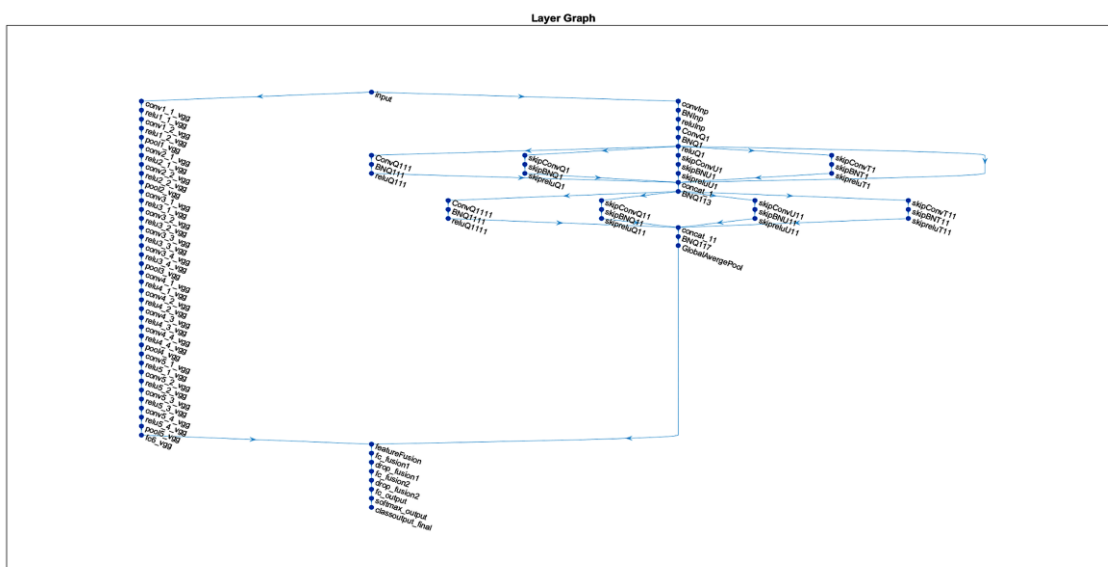 Layer Graph
input
conv1_1_vgg
relu1_1_vgg
conv1_2_vgg
relu1_2_vgg
pool1_vgg
conv2_1_vgg
relu2_1_vgg
conv2_2_vgg
relu2_2_vgg
pool2_vgg
conv3_1_vgg
relu3_1_vgg
conv3_2_vgg
relu3_2_vgg
conv3_3_vgg
relu3_3_vgg
conv3_4_vgg
relu3_4_vgg
pool3_vgg
conv4_1_vgg
relu4_1_vgg
conv4_2_vgg
relu4_2_vgg
conv4_3_vgg
relu4_3_vgg
conv4_4_vgg
relu4_4_vgg
pool4_vgg
conv5_1_vgg
relu5_1_vgg
conv5_2_vgg
relu5_2_vgg
conv5_3_vgg
relu5_3_vgg
conv5_4_vgg
relu5_4_vgg
pool5_vgg
fc6_vgg
convInp
BNInp
reluInp
ConvQ1
BNQ1
reluQ1
skipConvU1
skipBNU1
skipreluU1
concat_1
BNQ113
ConvQ111
BNQ111
reluQ111
skipConvQ1
skipBNQ1
skipreluQ1
skipConvT1
skipBNT1
skipreluT1
ConvQ1111
BNQ1111
reluQ1111
skipConvQ11
skipBNQ11
skipreluQ11
skipConvU11
skipBNU11
skipreluU11
skipConvT11
skipBNT11
skipreluT11
concat_11
BNQ117
GlobalAwergePool
featureFusion
fc_fusion1
drop_fusion1
fc_fusion2
drop_fusion2
fc_output
softmax_output
classoutput_final